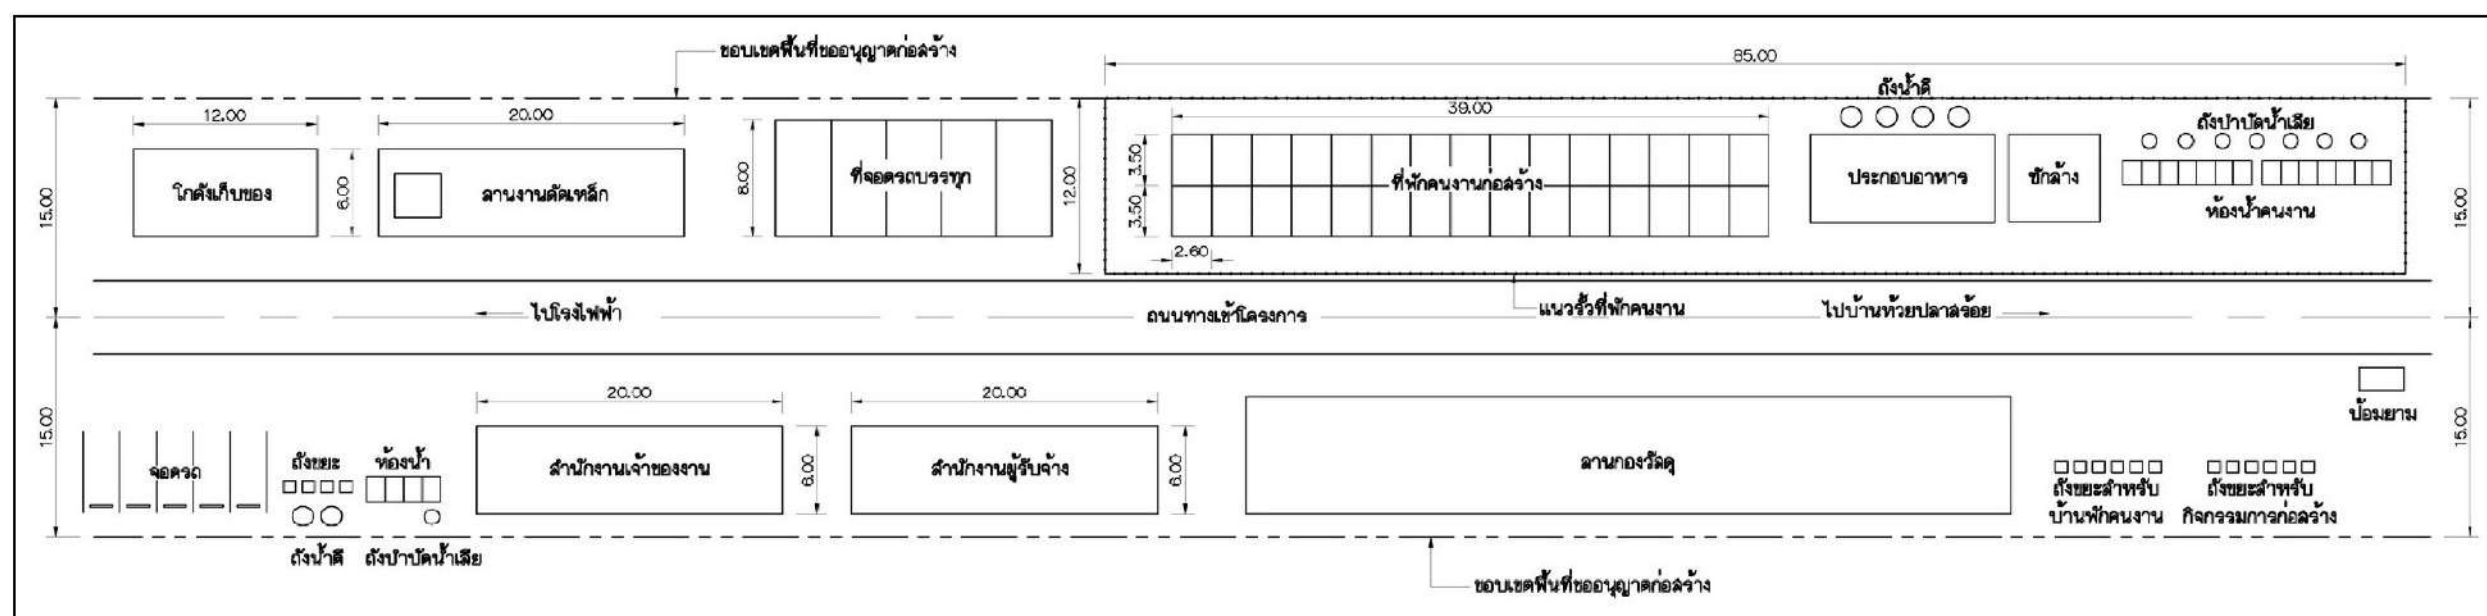 ขอบเขตพื้นที่ขออนุญาตก่อสร้าง
85.00
ถังน้ำดี
12.00
20.00
39.00
ถังบำบัดน้ำเสีย
15.00
โกดังเก็บของ
6.00
ลานงานดัดเหล็ก
8.00
ที่จอดรถบรรทุก
12.00
3.50
3.50
ที่พักคนงานก่อสร้าง
ประกอบอาหาร
ซักล้าง
ห้องน้ำคนงาน
15.00
2.60
ไปโรงไฟฟ้า
ถนนทางเข้าโครงการ
แนวรั้วที่พักคนงาน
ไปบ้านห้วยปลาสร้อย
20.00
20.00
ป้อมยาม
15.00
จอดรถ
ถังขยะ
ห้องน้ำ
สำนักงานเจ้าของงาน
6.00
สำนักงานผู้รับจ้าง
6.00
ลานกองวัสดุ
15.00
ถังขยะสำหรับ
บ้านพักคนงาน
ถังขยะสำหรับ
กิจกรรมการก่อสร้าง
ถังน้ำดี
ถังบำบัดน้ำเสีย
ขอบเขตพื้นที่ขออนุญาตก่อสร้าง